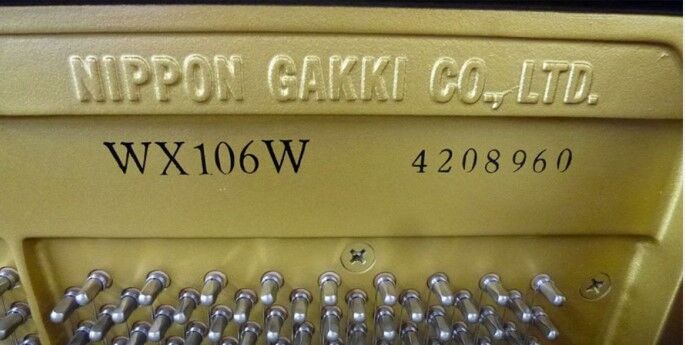 NIPPON GAKKI CO., LTD.
WX106W 4208960